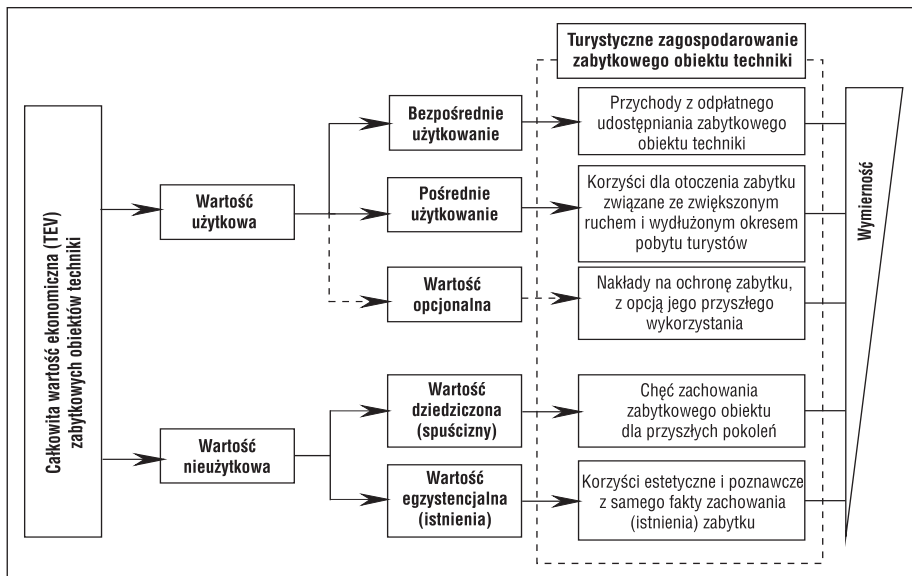 Turystyczne zagospodarowanie
zabytkowego obiektu techniki
Całkowita wartość ekonomiczna (TEV)
zabytkowych obiektów techniki
Wartość
użytkowa
Bezpośrednie
użytkowanie
Przychody z odpłatnego
udostępniania zabytkowego
obiektu techniki
Pośrednie
użytkowanie
Korzyści dla otoczenia zabytku
związane ze zwiększonym
ruchem i wydłużonym okresem
pobytu turystów
Wartość
opcjonalna
Nakłady na ochronę zabytku,
z opcją jego przyszłego
wykorzystania
Wartość
nieużytkowa
Wartość
dziedziczona
(spuścizny)
Chęć zachowania
zabytkowego obiektu
dla przyszłych pokoleń
Wartość
egzystencjalna
(istnienia)
Korzyści estetyczne i poznawcze
z samego fakty zachowania
(istnienia) zabytku
Wymierność